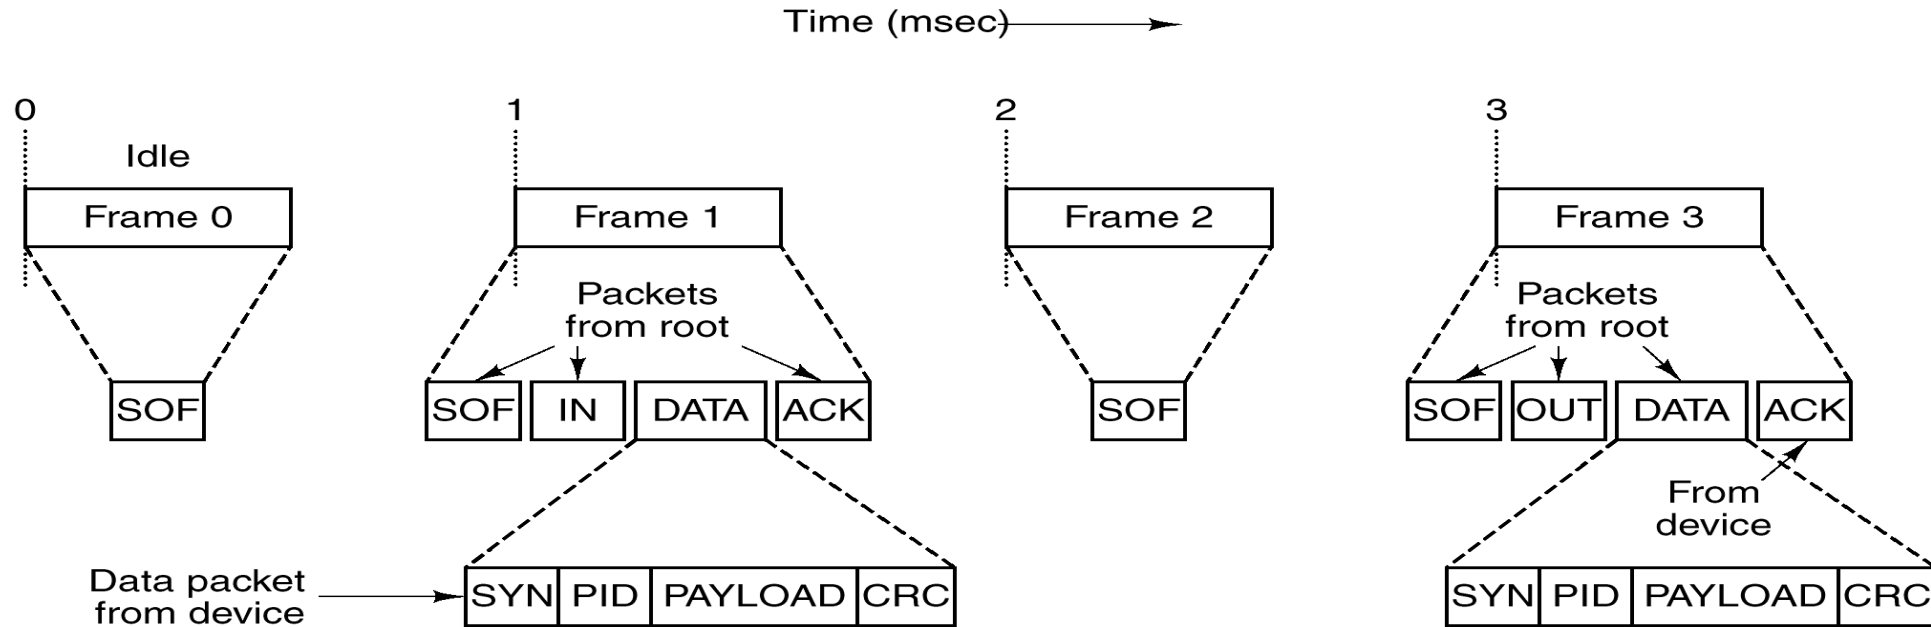 Time (msec)
0
1
2
3
Idle
Frame 0
Frame 1
Frame 2
Frame 3
Packets
from root
Packets
from root
SOF
SOF
IN
DATA
ACK
SOF
SOF
OUT
DATA
ACK
From
device
Data packet
from device
SYN
PID
PAYLOAD
CRC
SYN
PID
PAYLOAD
CRC